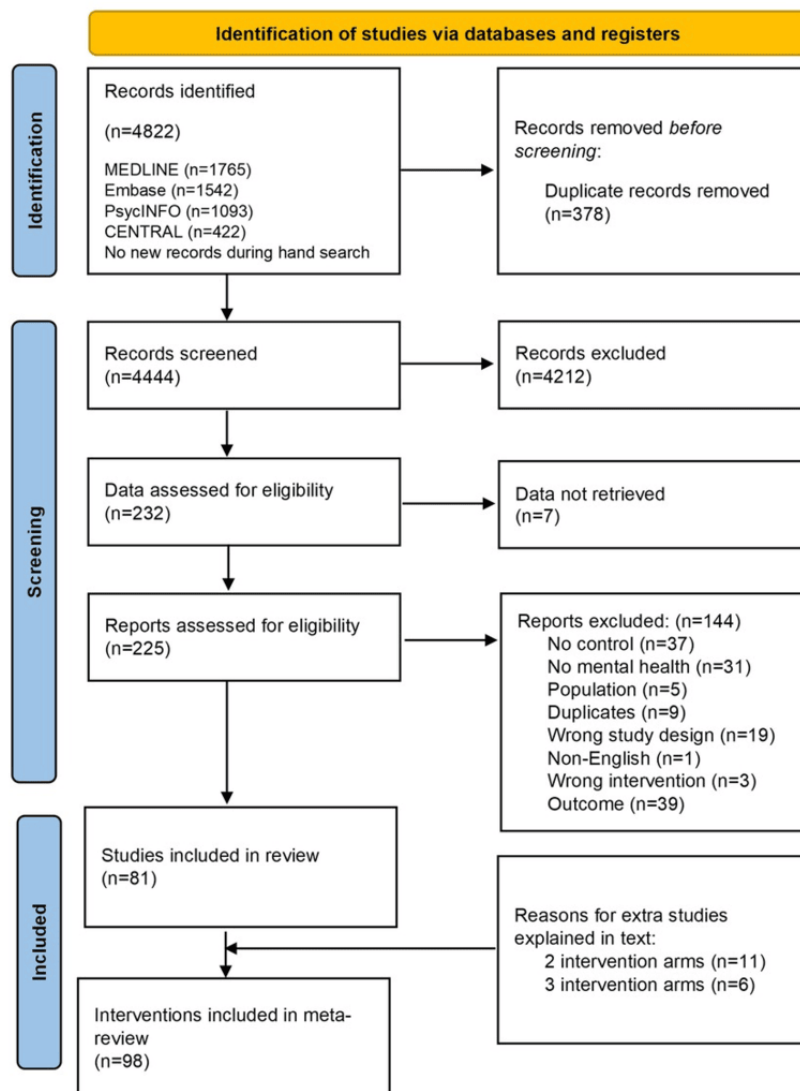 Identification of studies via databases and registers
Identification
Records identified
(n=4822)
MEDLINE (n=1765)
Embase (n=1542)
PsycINFO (n=1093)
CENTRAL (n=422)
No new records during hand search
Records removed before
screening:
Duplicate records removed
(n=378)
Screening
Records screened
(n=4444)
Records excluded
(n=4212)
Data assessed for eligibility
(n=232)
Data not retrieved
(n=7)
Reports assessed for eligibility
(n=225)
Reports excluded: (n=144)
No control (n=37)
No mental health (n=31)
Population (n=5)
Duplicates (n=9)
Wrong study design (n=19)
Non-English (n=1)
Wrong intervention (n=3)
Outcome (n=39)
Included
Studies included in review
(n=81)
Reasons for extra studies
explained in text:
2 intervention arms (n=11)
3 intervention arms (n=6)
Interventions included in meta-
review
(n=98)